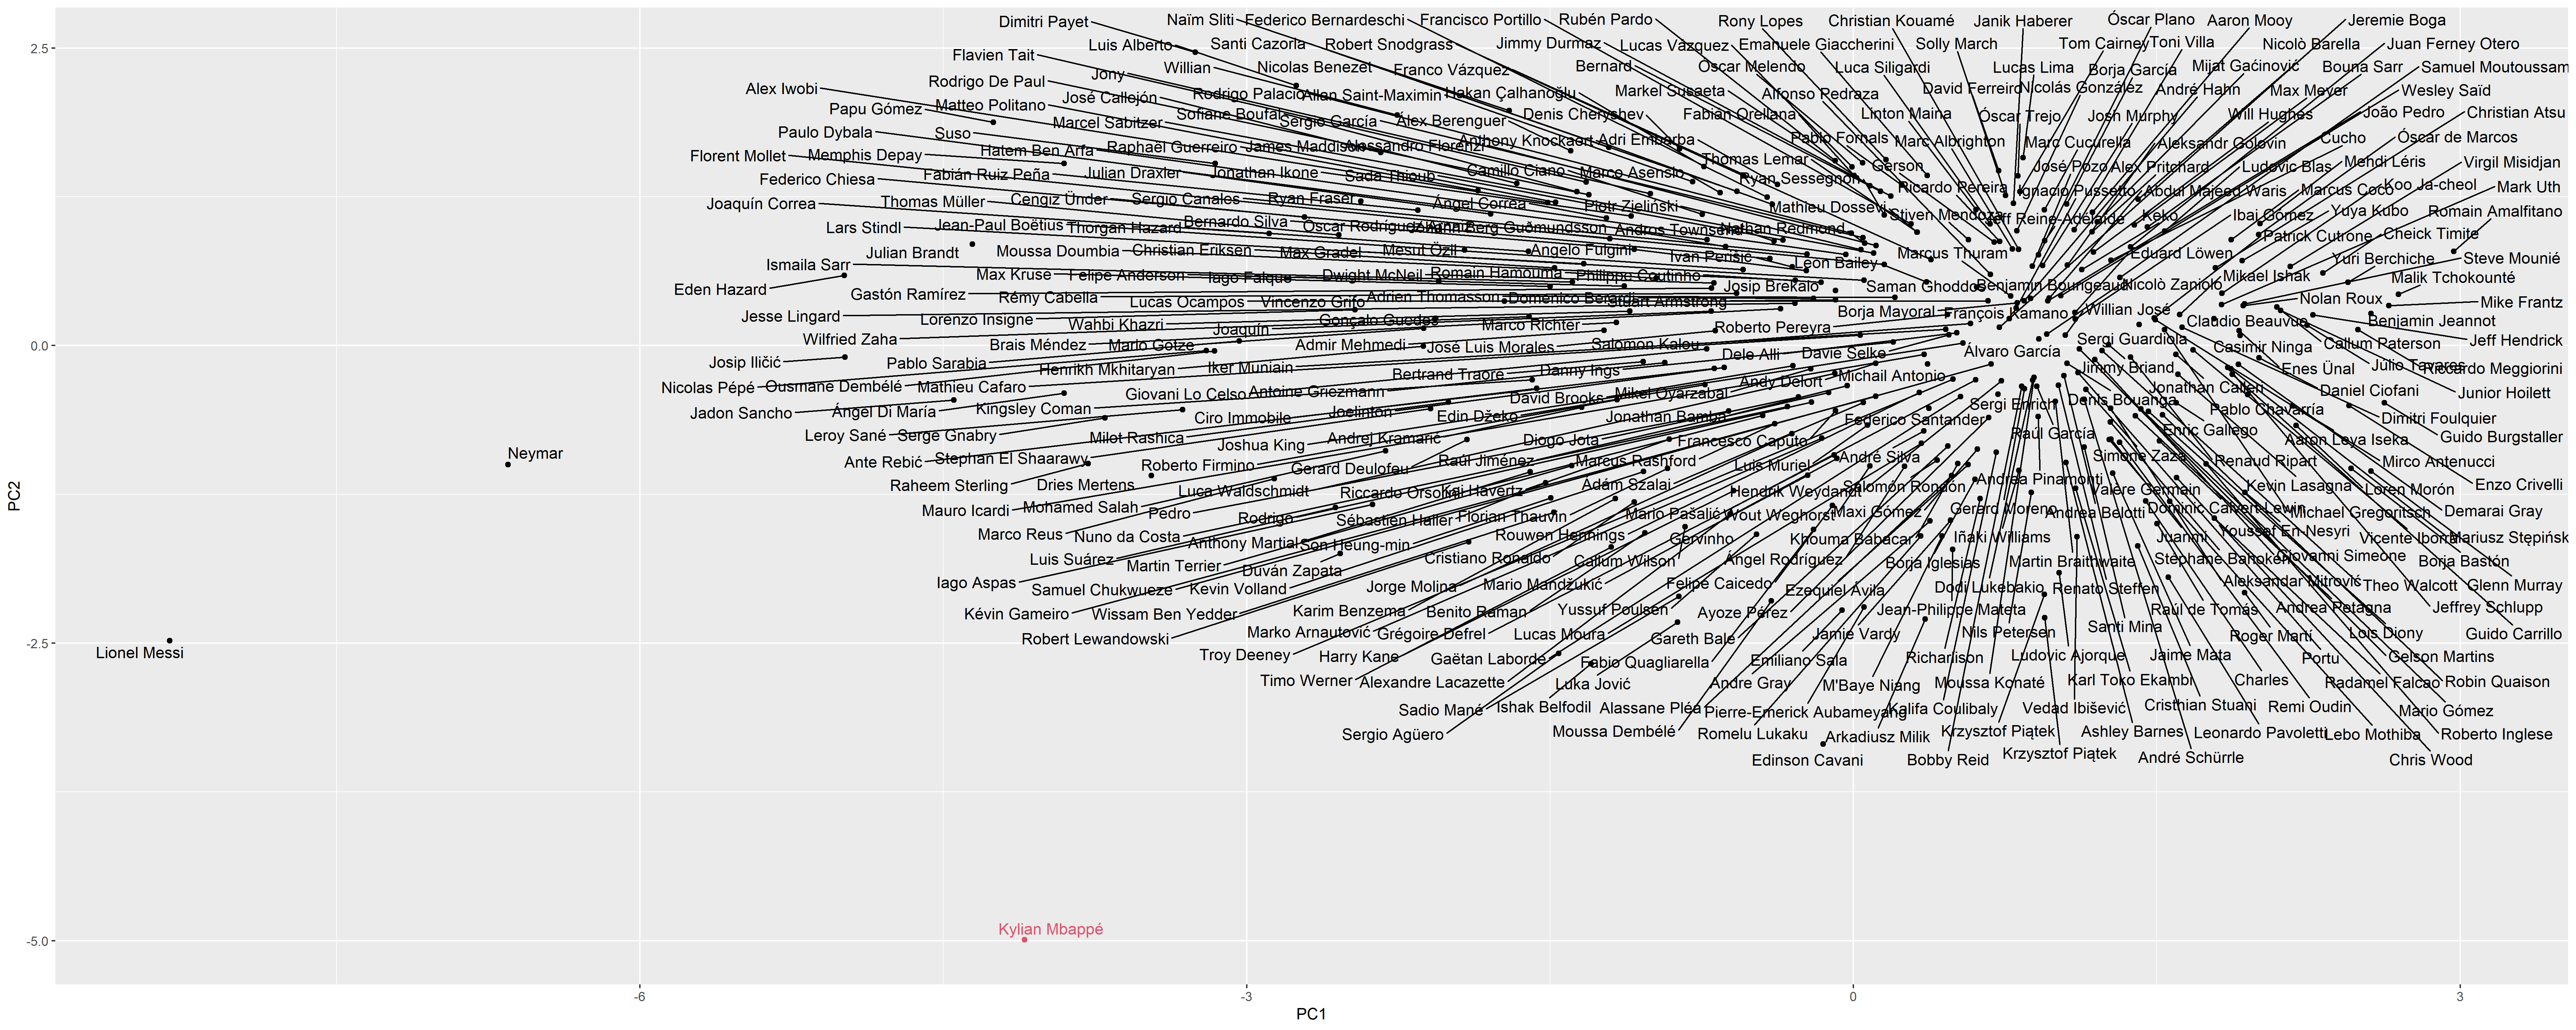 Dimitri Payet
Naïm Sliti
Federico Bernardeschi
Francisco Portillo
Rubén Pardo
Rony Lopes
Christian Kouamé
Janik Haberer
Óscar Plano
Aaron Mooy
Jeremie Boga
2.5
Luis Alberto
Santi Cazorla
Robert Snodgrass
Jimmy Durmaz
Lucas Vázquez
Emanuele Giaccherini
Solly March
Tom Cairney
Toni Villa
Nicolò Barella
Juan Ferney Otero
Flavien Tait
Jony
Willian
Nicolas Benezet
Franco Vázquez
Bernard
Óscar Melendo
Luca Siligardi
Lucas Lima
Borja García
Mijat Gaćinović
Bouna Sarr
Samuel Moutoussam
Alex Iwobi
Rodrigo De Paul
José Callejón
Rodrigo Palacio
Allan Saint-Maximin
Hakan Çalhanoğlu
Markel Susaeta
Alfonso Pedraza
David Ferreiro
Nicolás González
André Hahn
Max Meyer
Wesley Saïd
Papu Gómez
Matteo Politano
Marcel Sabitzer
Sofiane Boufal
Sergio García
Álex Berenguer
Denis Cheryshev
Fabián Orellana
Linton Maina
Óscar Trejo
Josh Murphy
Will Hughes
João Pedro
Christian Atsu
Paulo Dybala
Suso
Hatem Ben Arfa
Raphaël Guerreiro
James Maddison
Alessandro Florenzi
Anthony Knockaert
Adri Embarba
Pablo Fornals
Marc Albrighton
Marc Cucurella
Aleksandr Golovin
Cucho
Óscar de Marcos
Florent Mollet
Memphis Depay
Fabián Ruiz Peña
Julian Draxler
Jonathan Ikone
Sada Thioub
Camillo Ciano
Marco Asensio
Thomas Lemar
Ryan Sessegnon
Gerson
José Pozo
Alex Pritchard
Ludovic Blas
Mendi Léris
Virgil Misidjan
Federico Chiesa
Thomas Müller
Cengiz Ünder
Sergio Canales
Ryan Fraser
Ángel Correa
Piotr Zieliński
Mathieu Dossevi
Ricardo Pereira
Ignacio Pussetto
Abdul Majeed Waris
Marcus Coco
Koo Ja-cheol
Mark Uth
Joaquín Correa
Jean-Paul Boëtius
Thorgan Hazard
Bernardo Silva
Óscar Rodríguez
Johann Berg Guðmundsson
Andros Townsend
Nathan Redmond
Stiven Mendoza
Jeff Reine-Adélaïde
Keko
Ibai Gómez
Yuya Kubo
Romain Amalfitano
Lars Stindl
Julian Brandt
Moussa Doumbia
Christian Eriksen
Max Gradel
Mesut Özil
Angelo Fulgini
Ivan Perišić
Leon Bailey
Marcus Thuram
Eduard Löwen
Patrick Cutrone
Cheick Timite
Ismaila Sarr
Max Kruse
Felipe Anderson
Iago Falque
Dwight McNeil
Romain Hamouma
Philippe Coutinho
Josip Brekalo
Saman Ghoddos
Benjamin Bourigeaud
Nicolò Zaniolo
Mikael Ishak
Yuri Berchiche
Steve Mounié
Malik Tchokounté
Eden Hazard
Gastón Ramírez
Rémy Cabella
Lucas Ocampos
Vincenzo Grifo
Adrien Thomasson
Domenico Berardi
Stuart Armstrong
Borja Mayoral
François Kamano
Willian José
Claudio Beauvue
Nolan Roux
Mike Frantz
Jesse Lingard
Lorenzo Insigne
Wahbi Khazri
Joaquín
Gonçalo Guedes
Marco Richter
Roberto Pereyra
Benjamin Jeannot
0.0
Wilfried Zaha
Brais Méndez
Mario Götze
Admir Mehmedi
José Luis Morales
Salomon Kalou
Dele Alli
Davie Selke
Álvaro García
Sergi Guardiola
Casimir Ninga
Callum Paterson
Jeff Hendrick
Josip Iličić
Pablo Sarabia
Henrikh Mkhitaryan
Iker Muniain
Bertrand Traoré
Danny Ings
Andy Delort
Michail Antonio
Jimmy Briand
Enes Ünal
Júlio Tavares
Riccardo Meggiorini
Nicolas Pépé
Ousmane Dembélé
Mathieu Cafaro
Giovani Lo Celso
Antoine Griezmann
David Brooks
Mikel Oyarzabal
Sergi Enrich
Denis Bouanga
Jonathan Calleri
Daniel Ciofani
Junior Hoilett
Jadon Sancho
Ángel Di María
Kingsley Coman
Ciro Immobile
Joelinton
Edin Džeko
Jonathan Bamba
Federico Santander
Pablo Chavarría
Dimitri Foulquier
Leroy Sané
Serge Gnabry
Milot Rashica
Joshua King
Andrej Kramarić
Diogo Jota
Francesco Caputo
Raúl García
Enric Gallego
Aaron Leya Iseka
Guido Burgstaller
Neymar
Ante Rebić
Stephan El Shaarawy
Roberto Firmino
Gerard Deulofeu
Raúl Jiménez
Marcus Rashford
Luis Muriel
André Silva
Simone Zaza
Renaud Ripart
Mirco Antenucci
Raheem Sterling
Dries Mertens
Luca Waldschmidt
Riccardo Orsolini
Kai Havertz
Adám Szalai
Hendrik Weydandt
Salomón Rondón
Andrea Pinamonti
Valère Germain
Kevin Lasagna
Loren Morón
Enzo Crivelli
Mauro Icardi
Mohamed Salah
Pedro
Rodrigo
Sébastien Haller
Florian Thauvin
Mario Pašalić
Wout Weghorst
Maxi Gómez
Gerard Moreno
Andrea Belotti
Dominic Calvert-Lewin
Michael Gregoritsch
Demarai Gray
Marco Reus
Nuno da Costa
Anthony Martial
Son Heung-min
Rouwen Hennings
Gervinho
Khouma Babacar
Iñaki Williams
Juanmi
Youssef En-Nesyri
Vicente Iborra
Mariusz Stępińsk
Luis Suárez
Martin Terrier
Duván Zapata
Cristiano Ronaldo
Callum Wilson
Ángel Rodríguez
Borja Iglesias
Martin Braithwaite
Stephane Bahoken
Giovanni Simeone
Borja Bastón
Iago Aspas
Samuel Chukwueze
Kevin Volland
Jorge Molina
Mario Mandžukić
Felipe Caicedo
Ezequiel Ávila
Dodi Lukebakio
Renato Steffen
Aleksandar Mitrović
Theo Walcott
Glenn Murray
Kévin Gameiro
Wissam Ben Yedder
Karim Benzema
Benito Raman
Yussuf Poulsen
Ayoze Pérez
Jean-Philippe Mateta
Raúl de Tomás
Andrea Petagna
Jeffrey Schlupp
-2.5
Lionel Messi
Robert Lewandowski
Marko Arnautović
Grégoire Defrel
Lucas Moura
Gareth Bale
Jamie Vardy
Nils Petersen
Santi Mina
Roger Martí
Lois Diony
Guido Carrillo
Troy Deeney
Harry Kane
Gaëtan Laborde
Fabio Quagliarella
Emiliano Sala
Richarlison
Ludovic Ajorque
Jaime Mata
Portu
Gelson Martins
Timo Werner
Alexandre Lacazette
Luka Jović
Andre Gray
M'Baye Niang
Moussa Konaté
Karl Toko Ekambi
Charles
Radamel Falcao
Robin Quaison
Sadio Mané
Ishak Belfodil
Alassane Pléa
Pierre-Emerick Aubameyang
Kalifa Coulibaly
Vedad Ibišević
Cristhian Stuani
Remi Oudin
Mario Gómez
Sergio Agüero
Moussa Dembélé
Romelu Lukaku
Arkadiusz Milik
Krzysztof Piątek
Ashley Barnes
Leonardo Pavoletti
Lebo Mothiba
Roberto Inglese
Edinson Cavani
Bobby Reid
Krzysztof Piątek
André Schürrle
Chris Wood
Kylian Mbappé
-5.0
-6
-3
0
3
PC1
PC2